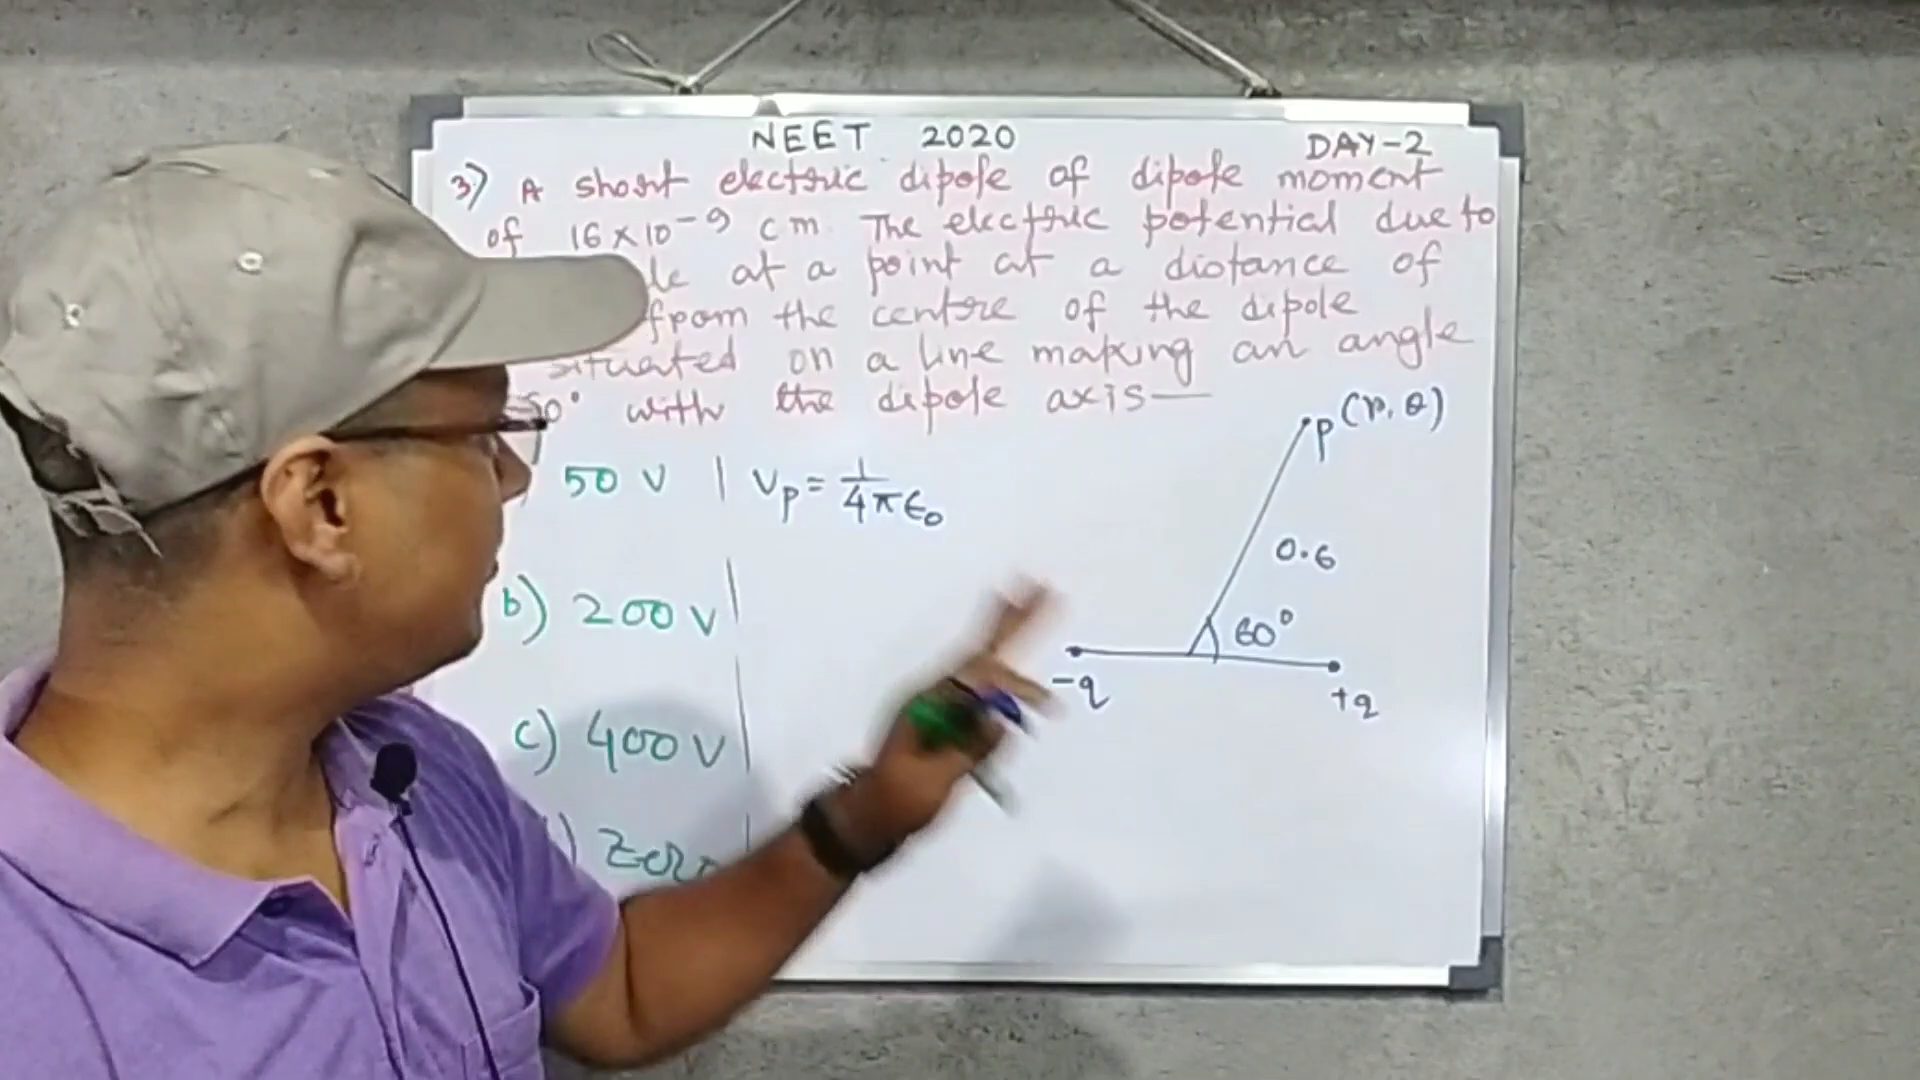 NEET 2020 DAY-2
3) A short electric dipole of dipole moment
of 16×10⁻⁹ cm. The electric potential due to
at a point at a distance of
from the centre of the dipole
situated on a line making an angle
with the dipole axis—
50 V
b) 200 V
c) 400 V
) Zero
Vp = 1/4πϵ₀
P (r, θ)
0.6
60°
-q
+q